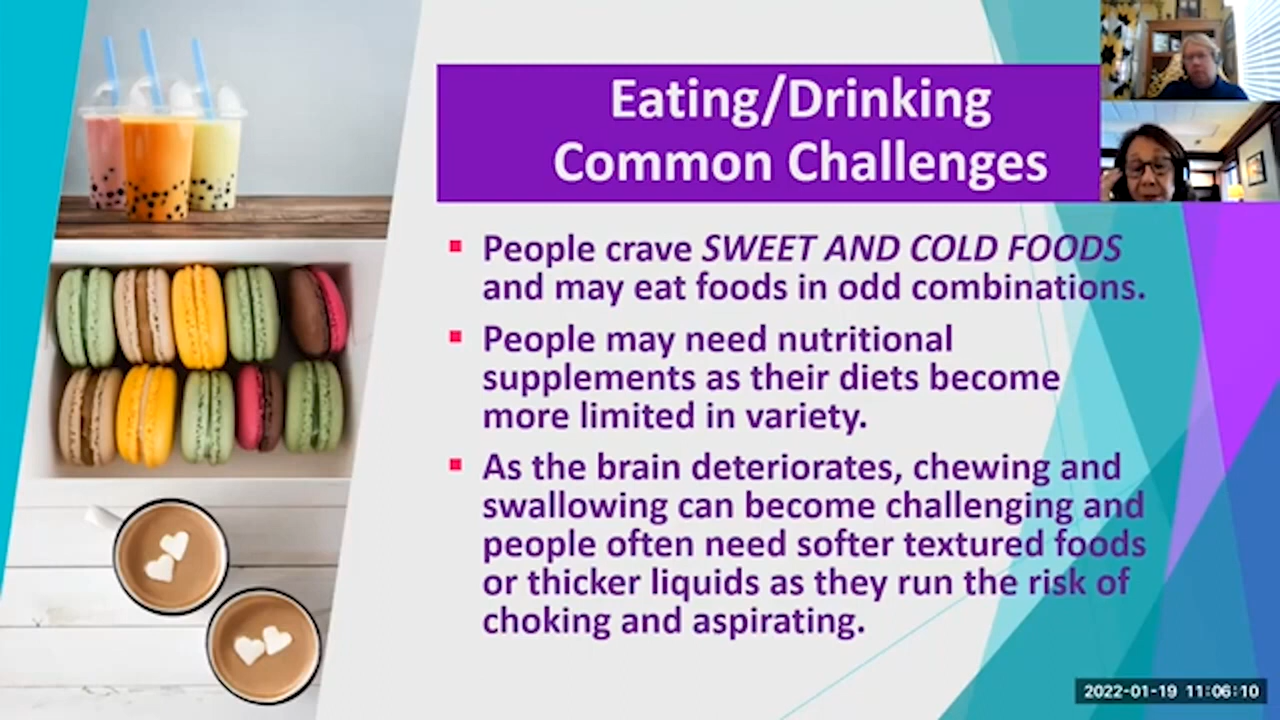 Eating/Drinking
Common Challenges
People crave SWEET AND COLD FOODS
and may eat foods in odd combinations.
People may need nutritional
supplements as their diets become
more limited in variety.
As the brain deteriorates, chewing and
swallowing can become challenging and
people often need softer textured foods
or thicker liquids as they run the risk of
choking and aspirating.
2022-01-19 11:06:10